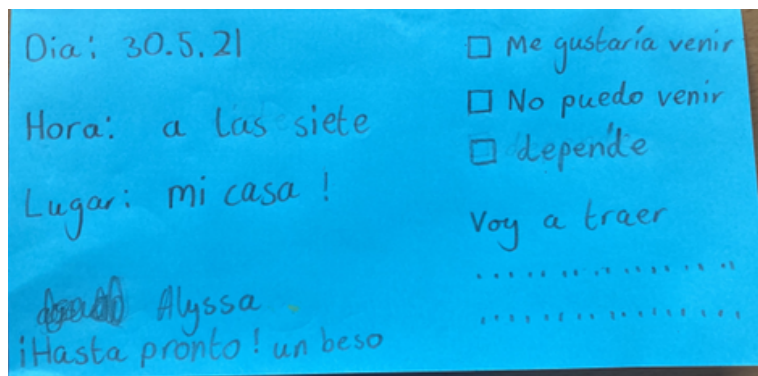 Dia: 30.5.21
Hora: a las siete
Lugar: mi casa !
Alyssa
¡Hasta pronto! un beso
□ Me gustaría venir
□ No puedo venir
□ depende
Voy a traer
..............
..............